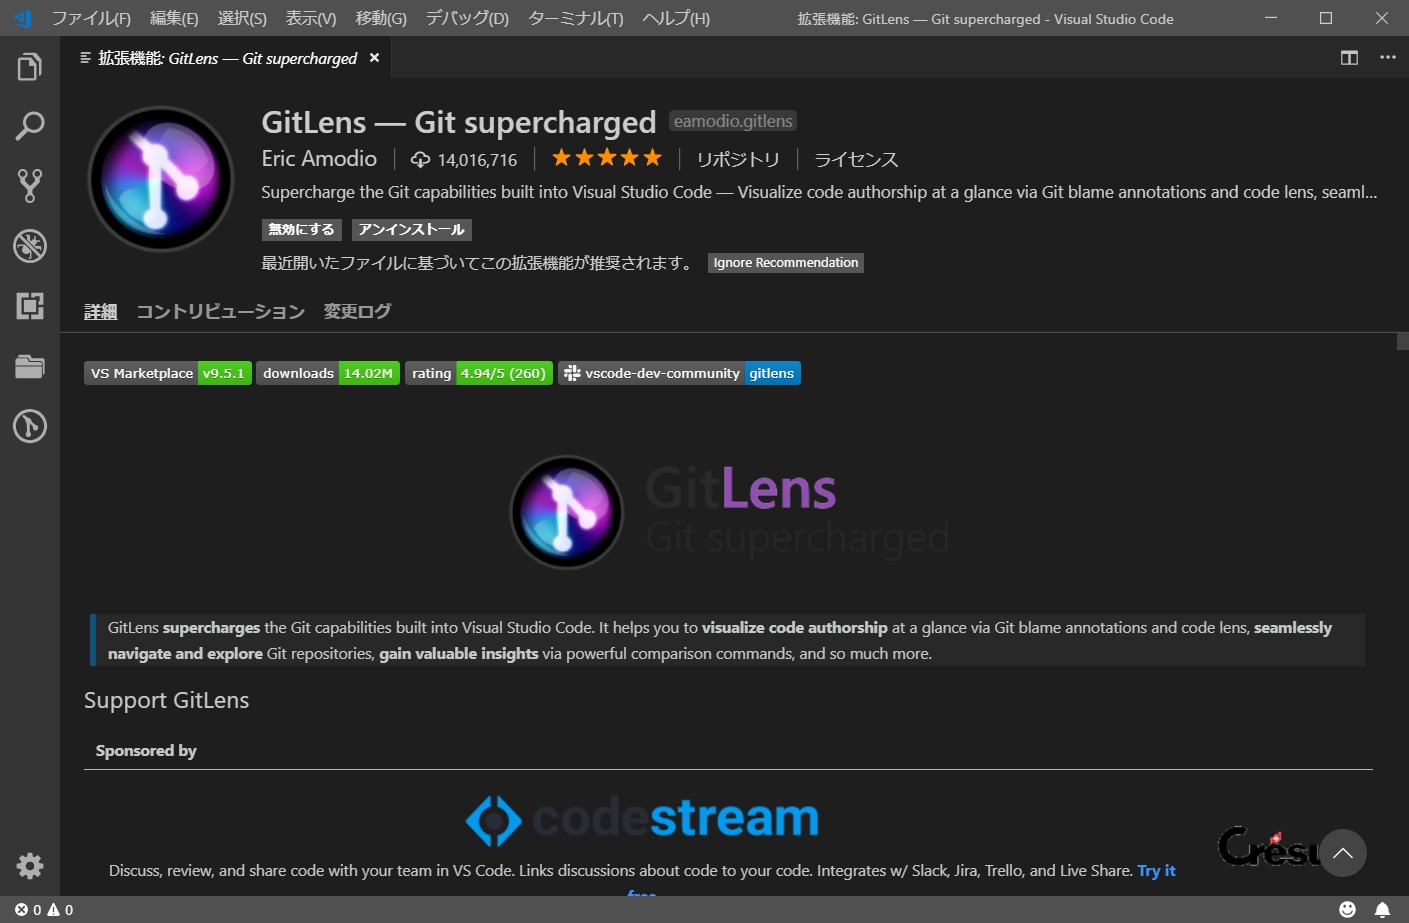 ファイル(F) 編集(E) 選択(S) 表示(V) 移動(G) デバッグ(D) ターミナル(T) ヘルプ(H) 拡張機能: GitLens — Git supercharged - Visual Studio Code
拡張機能: GitLens — Git supercharged
GitLens — Git supercharged eamodio.gitlens
Eric Amodio 14,016,716 リポジトリ ライセンス
Supercharge the Git capabilities built into Visual Studio Code — Visualize code authorship at a glance via Git blame annotations and code lens, seaml...
無効にする アンインストール
最近開いたファイルに基づいてこの拡張機能が推奨されます。 Ignore Recommendation
詳細 コントリビューション 変更ログ
VS Marketplace v9.5.1 downloads 14.02M rating 4.94/5 (260) vscode-dev-community gitlens
GitLens
Git supercharged
GitLens supercharges the Git capabilities built into Visual Studio Code. It helps you to visualize code authorship at a glance via Git blame annotations and code lens, seamlessly
navigate and explore Git repositories, gain valuable insights via powerful comparison commands, and so much more.
Support GitLens
Sponsored by
codestream
Discuss, review, and share code with your team in VS Code. Links discussions about code to your code. Integrates w/ Slack, Jira, Trello, and Live Share. Try it
0 0